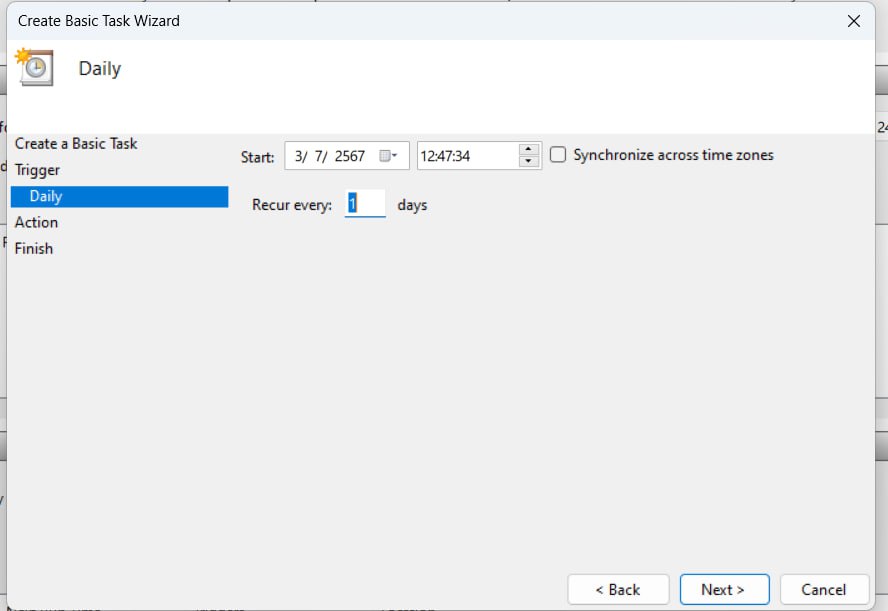 Create Basic Task Wizard
Daily
Create a Basic Task
Trigger
Daily
Action
Finish
Start: 3/ 7/ 2567 12:47:34 Synchronize across time zones
Recur every: 1 days
< Back Next > Cancel